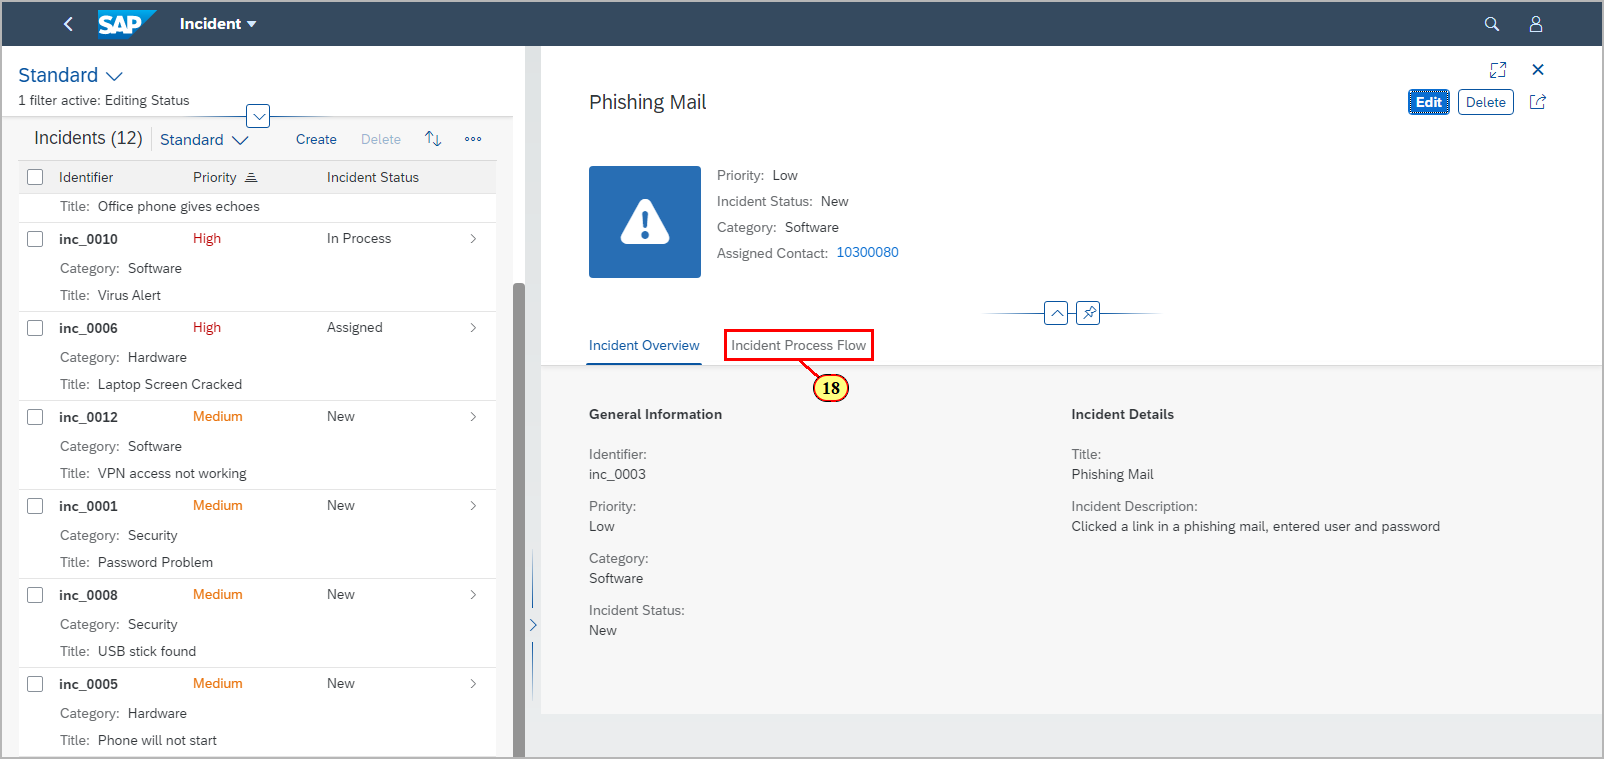 SAP Incident
Standard
1 filter active: Editing Status
Incidents (12) Standard Create Delete
Identifier Priority Incident Status
Title: Office phone gives echoes
inc_0010 High In Process
Category: Software
Title: Virus Alert
inc_0006 High Assigned
Category: Hardware
Title: Laptop Screen Cracked
inc_0012 Medium New
Category: Software
Title: VPN access not working
inc_0001 Medium New
Category: Security
Title: Password Problem
inc_0008 Medium New
Category: Security
Title: USB stick found
inc_0005 Medium New
Category: Hardware
Title: Phone will not start
Phishing Mail
Edit Delete
Priority: Low
Incident Status: New
Category: Software
Assigned Contact: 10300080
Incident Overview Incident Process Flow
18
General Information
Identifier:
inc_0003
Priority:
Low
Category:
Software
Incident Status:
New
Incident Details
Title:
Phishing Mail
Incident Description:
Clicked a link in a phishing mail, entered user and password